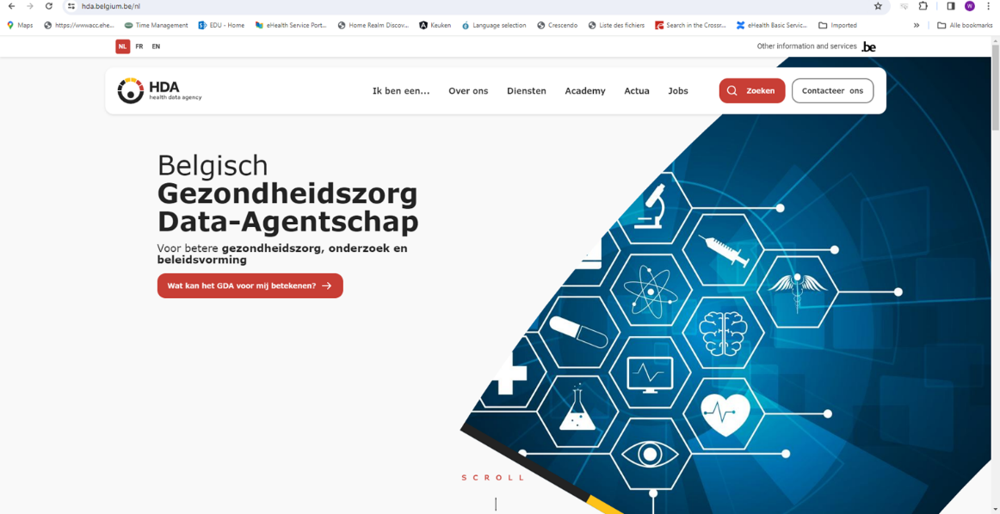 hda.belgium.be/nl
Maps https://wwwacc.ehe... Time Management EDU - Home eHealth Service Port... Home Realm Discov... Keuken Language selection Crescendo Liste des fichiers Search in the Crossr... eHealth Basic Servic... Imported » Alle bookmarks
NL FR EN Other information and services .be
HDA
health data agency
Ik ben een... Over ons Diensten Academy Actua Jobs Zoeken Contacteer ons
Belgisch
Gezondheidszorg
Data-Agentschap
Voor betere gezondheidszorg, onderzoek en
beleidsvorming
Wat kan het GDA voor mij betekenen? →
SCROLL